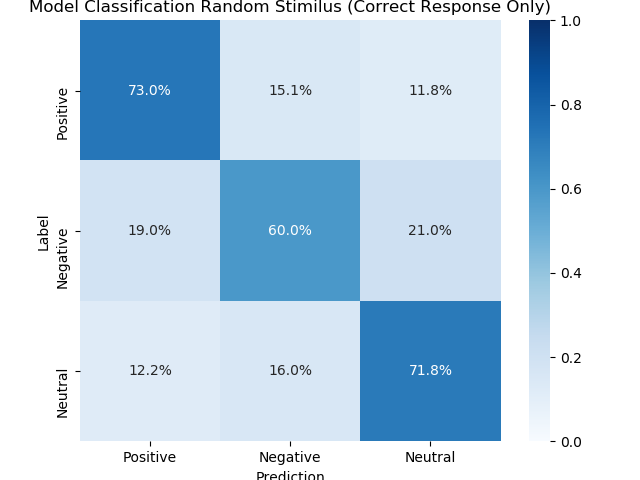 Model Classification Random Stimilus (Correct Response Only)
Positive 73.0% 15.1% 11.8%
Label
Negative 19.0% 60.0% 21.0%
Neutral 12.2% 16.0% 71.8%
Positive Negative Neutral
Prediction
1.0
0.8
0.6
0.4
0.2
0.0